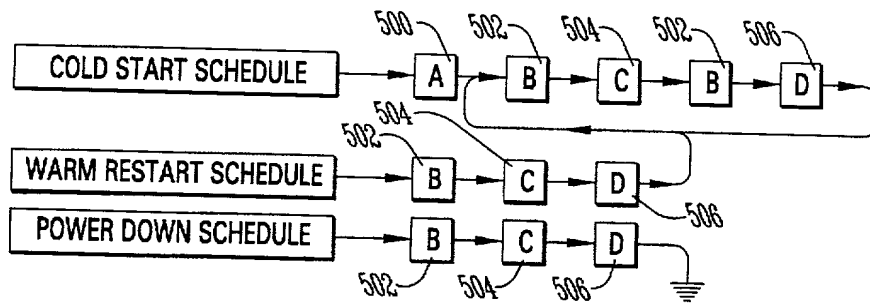 500 502 504 502 506
COLD START SCHEDULE A B C B D
504
502
WARM RESTART SCHEDULE B C D
506
POWER DOWN SCHEDULE B C D
502 504 506